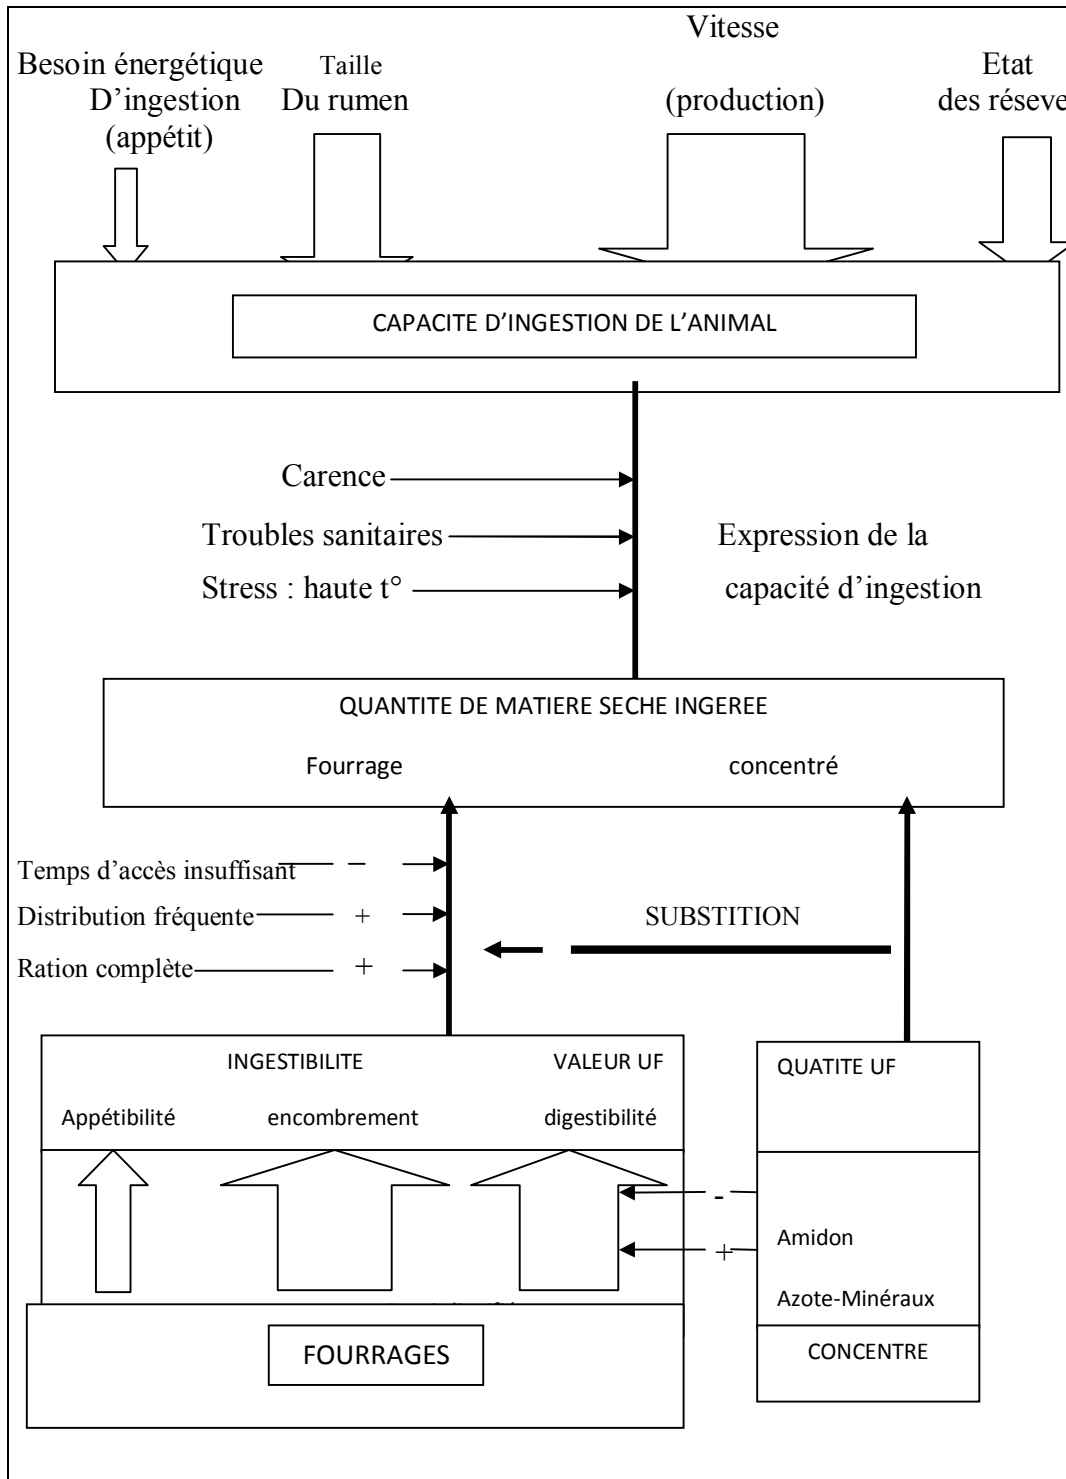 Vitesse
Besoin énergétique Taille Etat
D'ingestion Du rumen (production) des réseve
(appétit)
CAPACITE D'INGESTION DE L'ANIMAL
Carence
Troubles sanitaires Expression de la
Stress : haute t° capacité d'ingestion
QUANTITE DE MATIERE SECHE INGEREE
Fourrage concentré
Temps d'accès insuffisant –
Distribution fréquente + SUBSTITION
Ration complète +
INGESTIBILITE VALEUR UF QUATITE UF
Appétibilité encombrement digestibilité
-
Amidon
+
Azote-Minéraux
FOURRAGES CONCENTRE